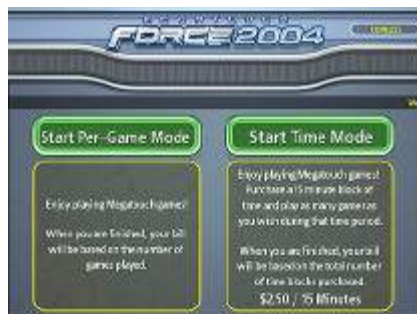 MEGATOUCH
FORCE 2004
Start Per-Game Mode
Enjoy playing Megatouch games!
When you are finished, your bill
will be based on the number of
games played.
Start Time Mode
Enjoy playing Megatouch games!
Purchase a 15 minute block of
time and play as many games as
you wish during that time period.
When you are finished, your bill
will be based on the total number
of time blocks purchased.
$2.50 / 15 Minutes